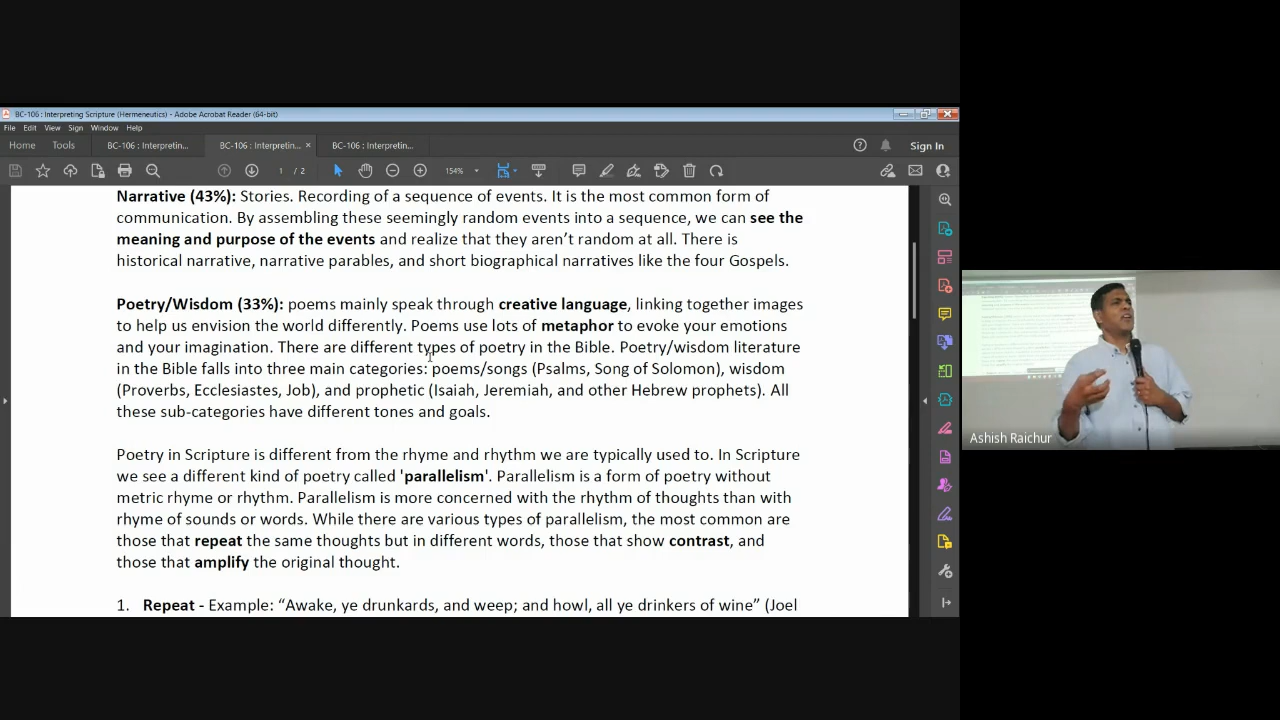 BC-106 : Interpreting Scripture (Hermeneutics) - Adobe Acrobat Reader (64-bit)
File Edit View Sign Window Help
Home Tools BC-106 : Interpretin... BC-106 : Interpretin... × BC-106 : Interpretin... Sign In
1 / 2 154%
Narrative (43%): Stories. Recording of a sequence of events. It is the most common form of
communication. By assembling these seemingly random events into a sequence, we can see the
meaning and purpose of the events and realize that they aren’t random at all. There is
historical narrative, narrative parables, and short biographical narratives like the four Gospels.
Poetry/Wisdom (33%): poems mainly speak through creative language, linking together images
to help us envision the world differently. Poems use lots of metaphor to evoke your emotions
and your imagination. There are different types of poetry in the Bible. Poetry/wisdom literature
in the Bible falls into three main categories: poems/songs (Psalms, Song of Solomon), wisdom
(Proverbs, Ecclesiastes, Job), and prophetic (Isaiah, Jeremiah, and other Hebrew prophets). All
these sub-categories have different tones and goals.
Poetry in Scripture is different from the rhyme and rhythm we are typically used to. In Scripture
we see a different kind of poetry called 'parallelism'. Parallelism is a form of poetry without
metric rhyme or rhythm. Parallelism is more concerned with the rhythm of thoughts than with
rhyme of sounds or words. While there are various types of parallelism, the most common are
those that repeat the same thoughts but in different words, those that show contrast, and
those that amplify the original thought.
1. Repeat - Example: “Awake, ye drunkards, and weep; and howl, all ye drinkers of wine” (Joel
Ashish Raichur